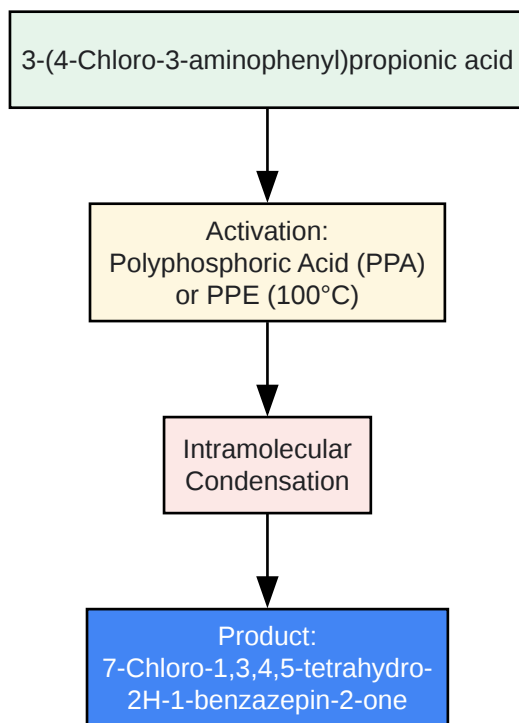 3-(4-Chloro-3-aminophenyl)propionic acid
Activation:
Polyphosphoric Acid (PPA)
or PPE (100°C)
Intramolecular
Condensation
Product:
7-Chloro-1,3,4,5-tetrahydro-
2H-1-benzazepin-2-one